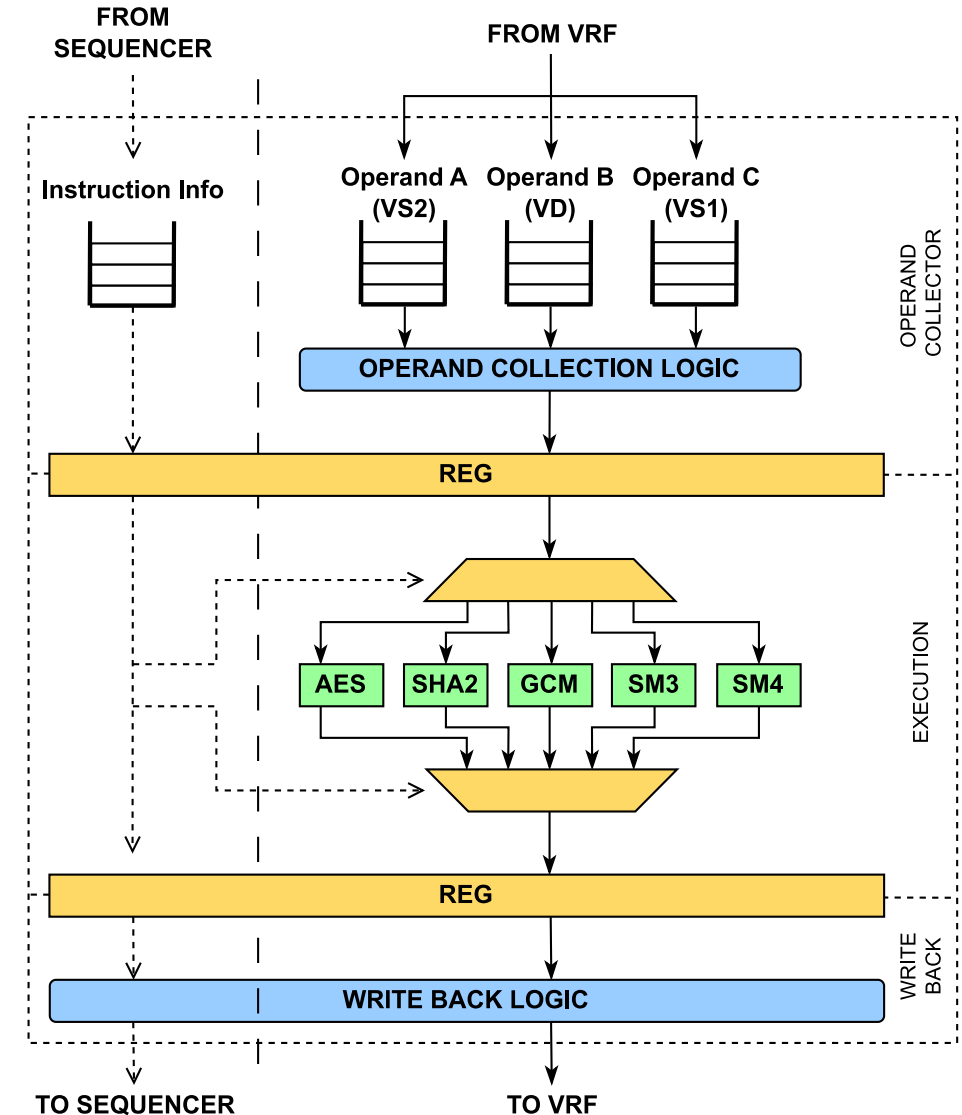 FROM
SEQUENCER
FROM VRF
Instruction Info
Operand A
(VS2)
Operand B
(VD)
Operand C
(VS1)
OPERAND
COLLECTOR
OPERAND COLLECTION LOGIC
REG
EXECUTION
AES
SHA2
GCM
SM3
SM4
REG
WRITE
BACK
WRITE BACK LOGIC
TO SEQUENCER
TO VRF